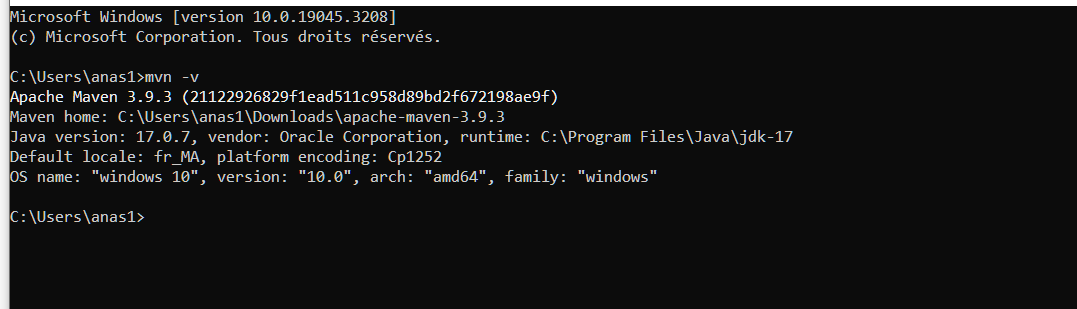 Microsoft Windows [version 10.0.19045.3208]
(c) Microsoft Corporation. Tous droits réservés.
C:\Users\anas1>mvn -v
Apache Maven 3.9.3 (21122926829f1ead511c958d89bd2f672198ae9f)
Maven home: C:\Users\anas1\Downloads\apache-maven-3.9.3
Java version: 17.0.7, vendor: Oracle Corporation, runtime: C:\Program Files\Java\jdk-17
Default locale: fr_MA, platform encoding: Cp1252
OS name: "windows 10", version: "10.0", arch: "amd64", family: "windows"
C:\Users\anas1>